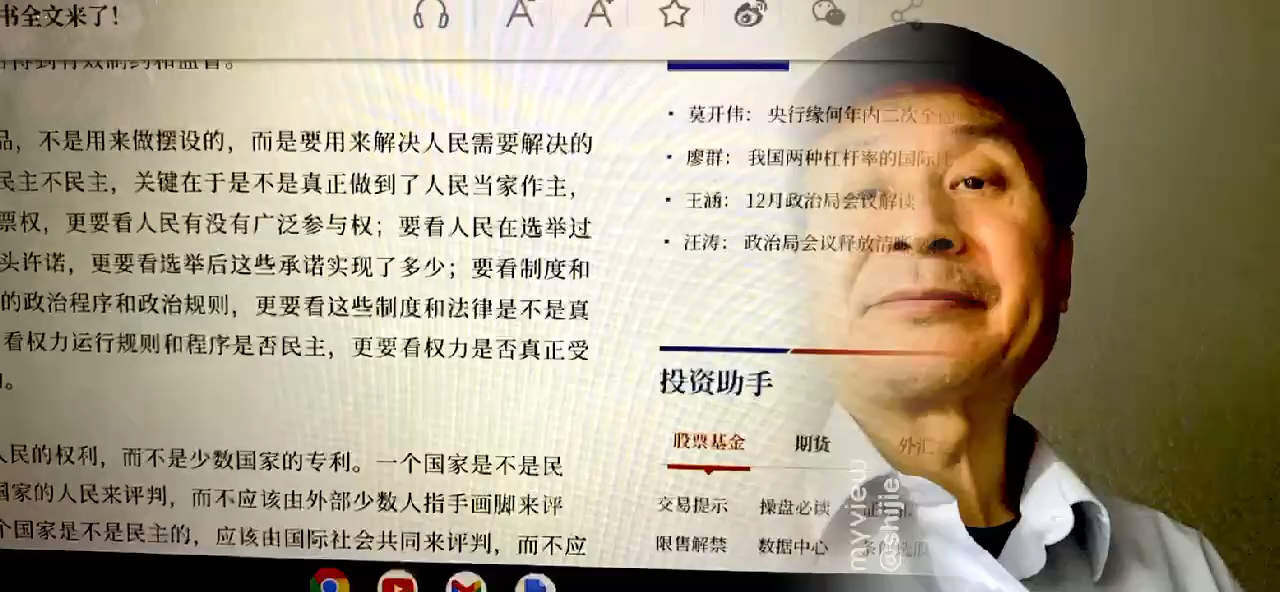 书全文来了!
品，不是用来做摆设的，而是要用来解决人民需要解决的
民主不民主，关键在于是不是真正做到了人民当家作主，
票权，更要看人民有没有广泛参与权；要看人民在选举过
头许诺，更要看选举后这些承诺实现了多少；要看制度和
的政治程序和政治规则，更要看这些制度和法律是不是真
看权力运行规则和程序是否民主，更要看权力是否真正受
人民的权利，而不是少数国家的专利。一个国家是不是民
国家的人民来评判，而不应该由外部少数人指手画脚来评
个国家是不是民主的，应该由国际社会共同来评判，而不应
· 莫开伟： 央行缘何年内二次全面
· 廖群： 我国两种杠杆率的国际比
· 王涵： 12月政治局会议解读
· 汪涛： 政治局会议释放清晰
投资助手
股票基金 期货 外汇
交易提示 操盘必读
限售解禁 数据中心
myview
@shijie